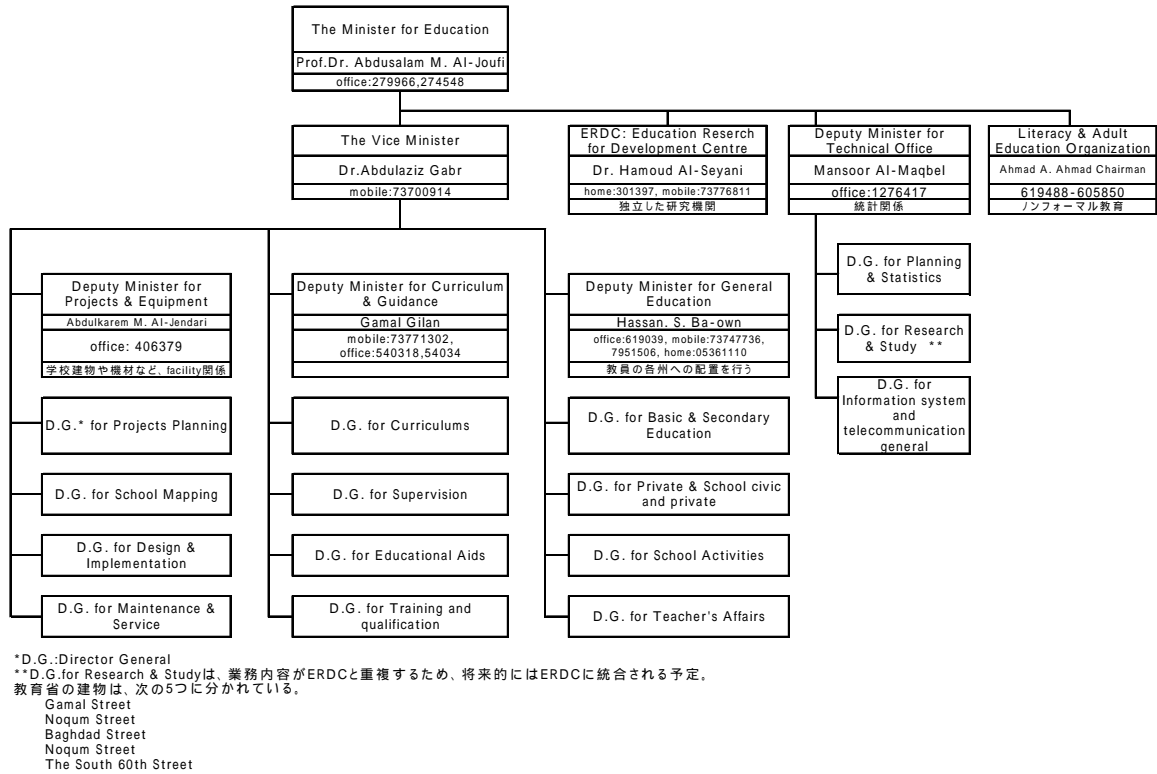 The Minister for Education
Prof.Dr. Abdusalam M. Al-Joufi
office:279966,274548
The Vice Minister
Dr.Abdulaziz Gabr
mobile:73700914
ERDC: Education Reserch
for Development Centre
Dr. Hamoud Al-Seyani
home:301397, mobile:73776811
独立した研究機関
Deputy Minister for
Technical Office
Mansoor Al-Maqbel
office:1276417
統計関係
Literacy & Adult
Education Organization
Ahmad A. Ahmad Chairman
619488-605850
ノンフォーマル教育
D.G. for Planning
& Statistics
D.G. for Research
& Study **
D.G. for
Information system
and
telecommunication
general
Deputy Minister for
Projects & Equipment
Abdulkarem M. Al-Jendari
office: 406379
学校建物や機材など、facility関係
D.G.* for Projects Planning
D.G. for School Mapping
D.G. for Design &
Implementation
D.G. for Maintenance &
Service
Deputy Minister for Curriculum
& Guidance
Gamal Gilan
mobile:73771302,
office:540318,54034
D.G. for Curriculums
D.G. for Supervision
D.G. for Educational Aids
D.G. for Training and
qualification
Deputy Minister for General
Education
Hassan. S. Ba-own
office:619039, mobile:73747736,
7951506, home:05361110
教員の各州への配置を行う
D.G. for Basic & Secondary
Education
D.G. for Private & School civic
and private
D.G. for School Activities
D.G. for Teacher's Affairs
*D.G.:Director General
**D.G.for Research & Studyは、業務内容がERDCと重複するため、将来的にはERDCに統合される予定。
教育省の建物は、次の5つに分かれている。
Gamal Street
Noqum Street
Baghdad Street
Noqum Street
The South 60th Street